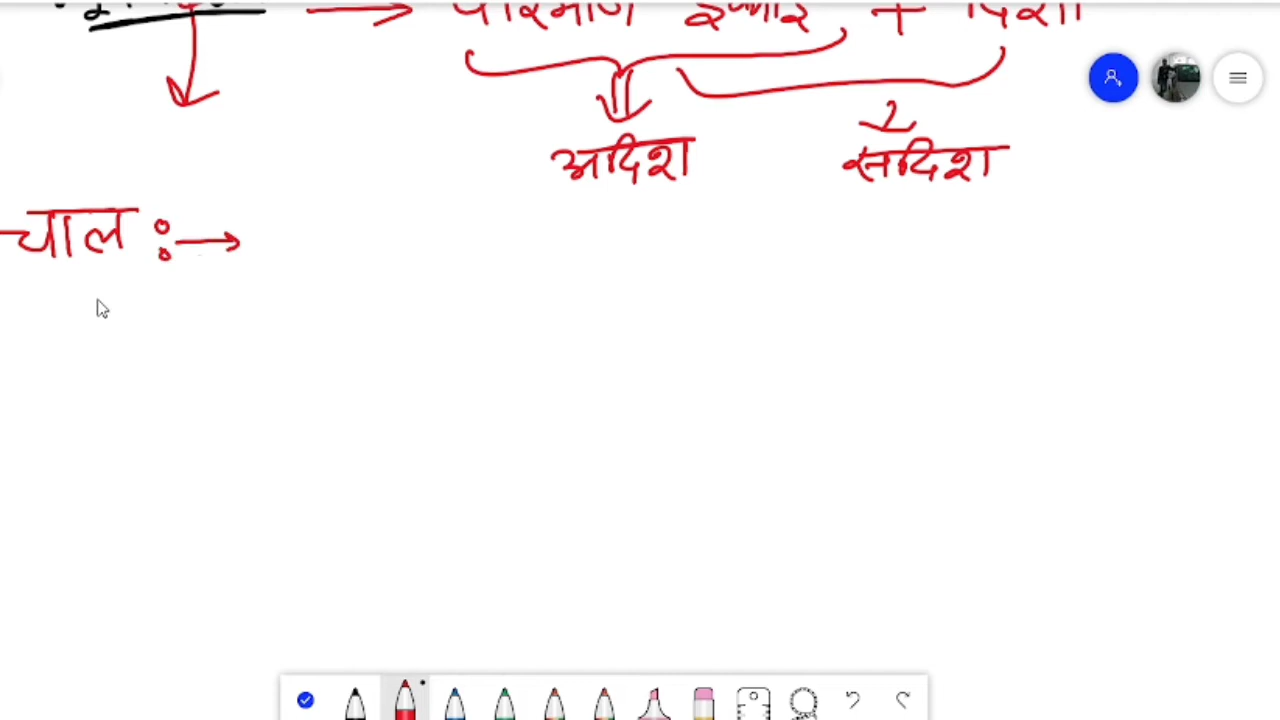 → परिमाण इकाई + दिशा
अदिश सदिश
चाल :→